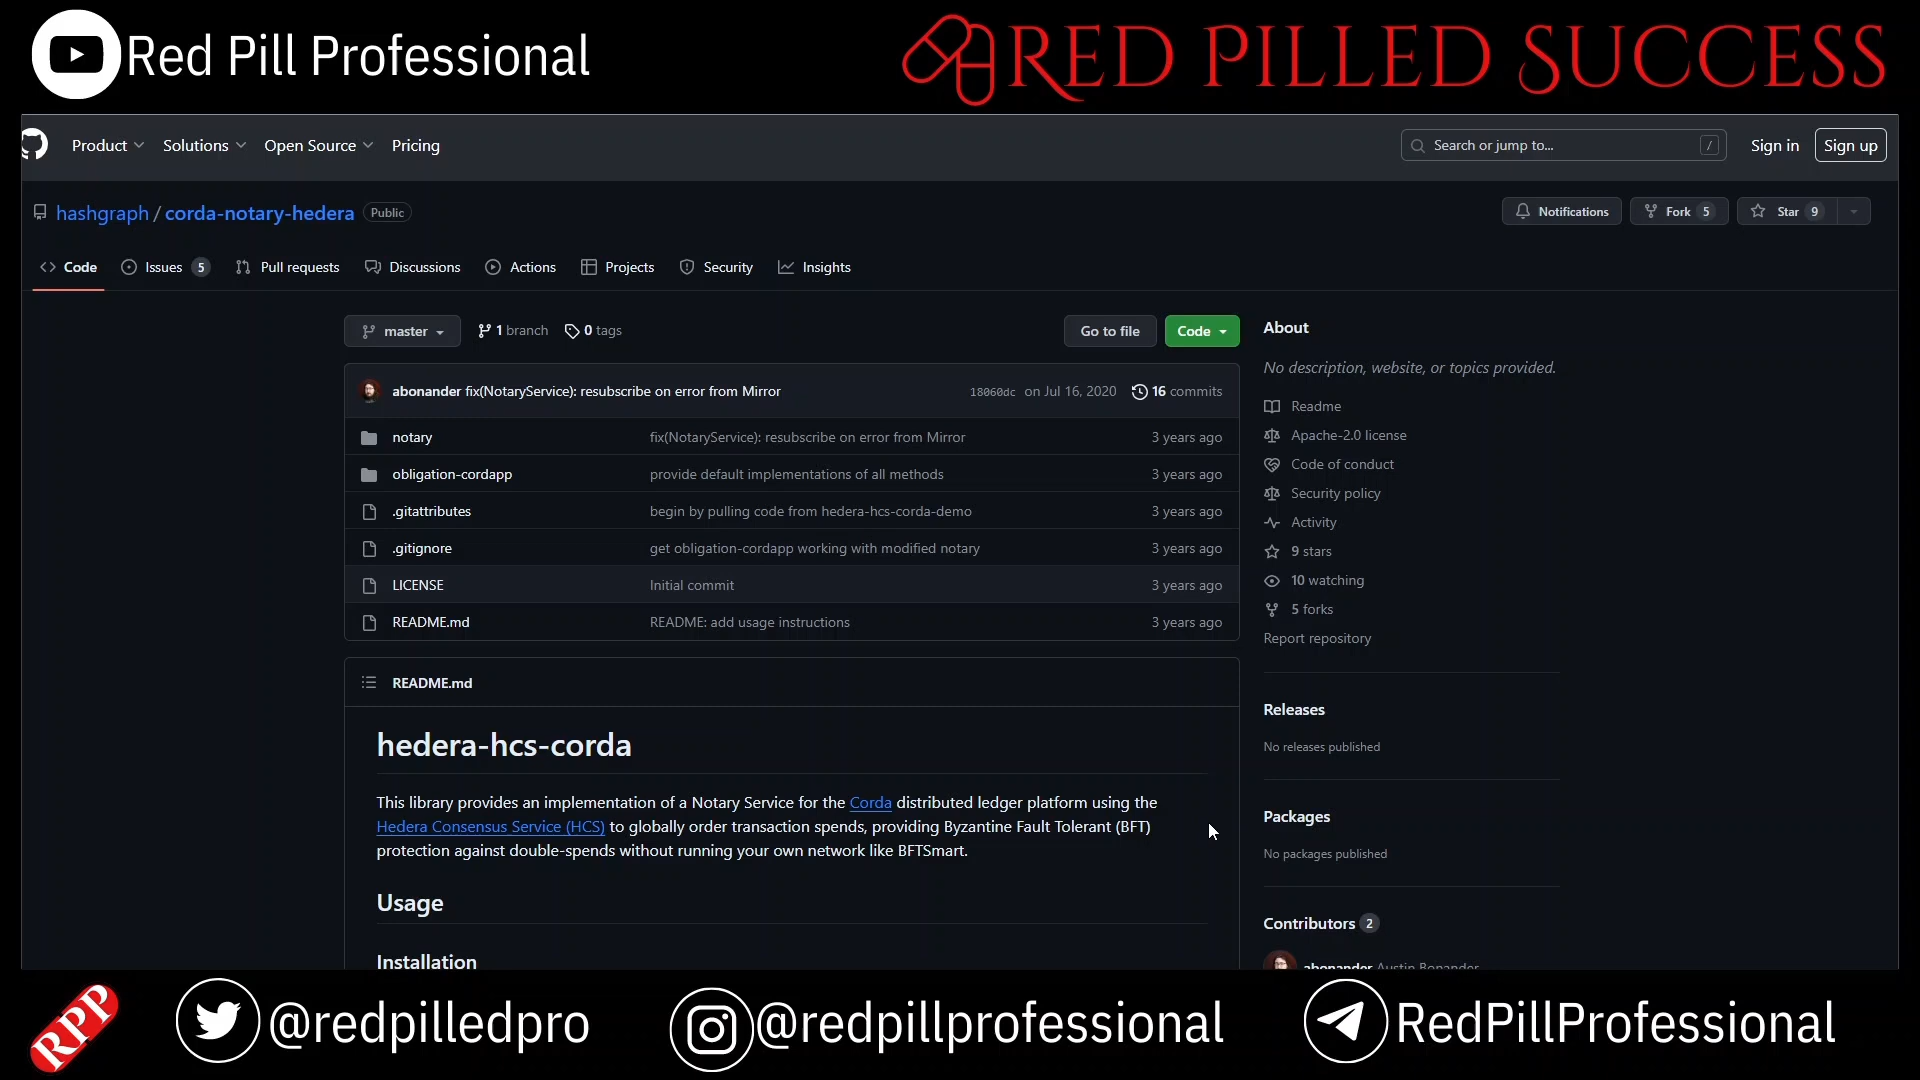 Red Pill Professional
RED PILLED SUCCESS
Product Solutions Open Source Pricing
Search or jump to... /
Sign in Sign up
hashgraph / corda-notary-hedera Public
Notifications Fork 5 Star 9
Code Issues 5 Pull requests Discussions Actions Projects Security Insights
master 1 branch 0 tags
Go to file Code
abonander fix(NotaryService): resubscribe on error from Mirror 18060dc on Jul 16, 2020 16 commits
notary fix(NotaryService): resubscribe on error from Mirror 3 years ago
obligation-cordapp provide default implementations of all methods 3 years ago
.gitattributes begin by pulling code from hedera-hcs-corda-demo 3 years ago
.gitignore get obligation-cordapp working with modified notary 3 years ago
LICENSE Initial commit 3 years ago
README.md README: add usage instructions 3 years ago
README.md
hedera-hcs-corda
This library provides an implementation of a Notary Service for the Corda distributed ledger platform using the
Hedera Consensus Service (HCS) to globally order transaction spends, providing Byzantine Fault Tolerant (BFT)
protection against double-spends without running your own network like BFTSmart.
Usage
Installation
About
No description, website, or topics provided.
Readme
Apache-2.0 license
Code of conduct
Security policy
Activity
9 stars
10 watching
5 forks
Report repository
Releases
No releases published
Packages
No packages published
Contributors 2
abonander Austin Bonander
RPP
@redpilledpro
@redpillprofessional
RedPillProfessional